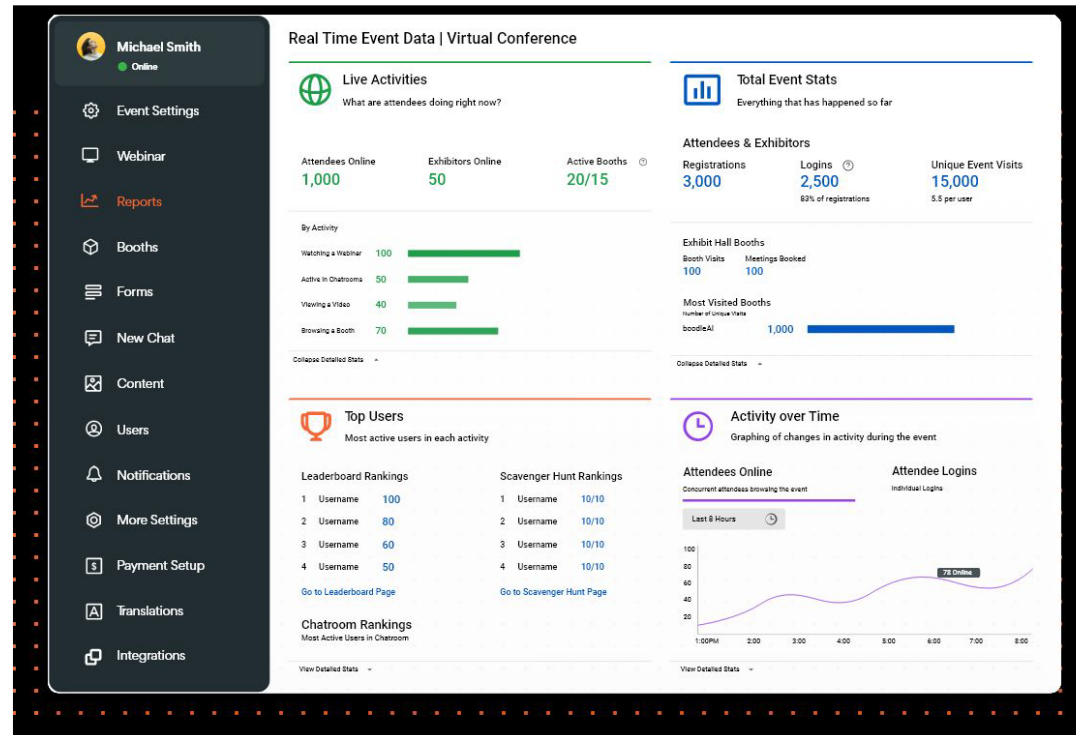 Michael Smith
Online
Event Settings
Webinar
Reports
Booths
Forms
New Chat
Content
Users
Notifications
More Settings
Payment Setup
Translations
Integrations
Real Time Event Data | Virtual Conference
Live Activities
What are attendees doing right now?
Attendees Online Exhibitors Online Active Booths ?
1,000 50 20/15
By Activity
Watching a Webinar 100
Active in Chatrooms 50
Viewing a Video 40
Browsing a Booth 70
Collapse Detailed Stats
Total Event Stats
Everything that has happened so far
Attendees & Exhibitors
Registrations Logins ? Unique Event Visits
3,000 2,500 15,000
83% of registrations 5.5 per user
Exhibit Hall Booths
Booth Visits Meetings Booked
100 100
Most Visited Booths
Number of Unique Visits
boodleAI 1,000
Collapse Detailed Stats
Top Users
Most active users in each activity
Leaderboard Rankings Scavenger Hunt Rankings
1 Username 100 1 Username 10/10
2 Username 80 2 Username 10/10
3 Username 60 3 Username 10/10
4 Username 50 4 Username 10/10
Go to Leaderboard Page Go to Scavenger Hunt Page
Chatroom Rankings
Most Active Users in Chatroom
View Detailed Stats
Activity over Time
Graphing of changes in activity during the event
Attendees Online Attendee Logins
Concurrent attendees browsing the event Individual Logins
Last 8 Hours
100
80
78 Online
60
40
20
1:00PM 2:00 3:00 4:00 5:00 6:00 7:00 8:00
View Detailed Stats